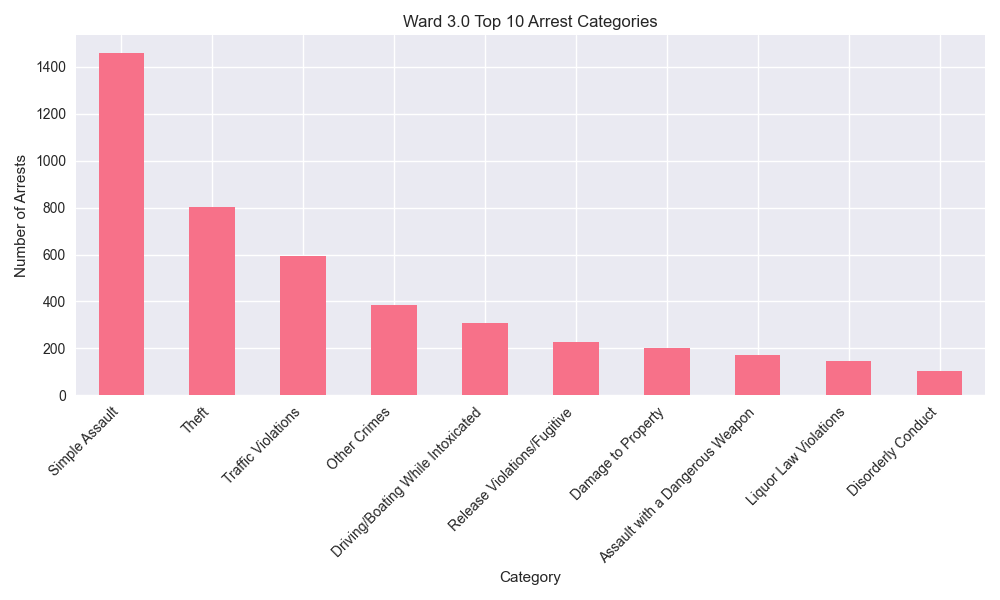 Ward 3.0 Top 10 Arrest Categories
Number of Arrests
1400
1200
1000
800
600
400
200
0
Simple Assault
Theft
Traffic Violations
Other Crimes
Driving/Boating While Intoxicated
Release Violations/Fugitive
Damage to Property
Assault with a Dangerous Weapon
Liquor Law Violations
Disorderly Conduct
Category